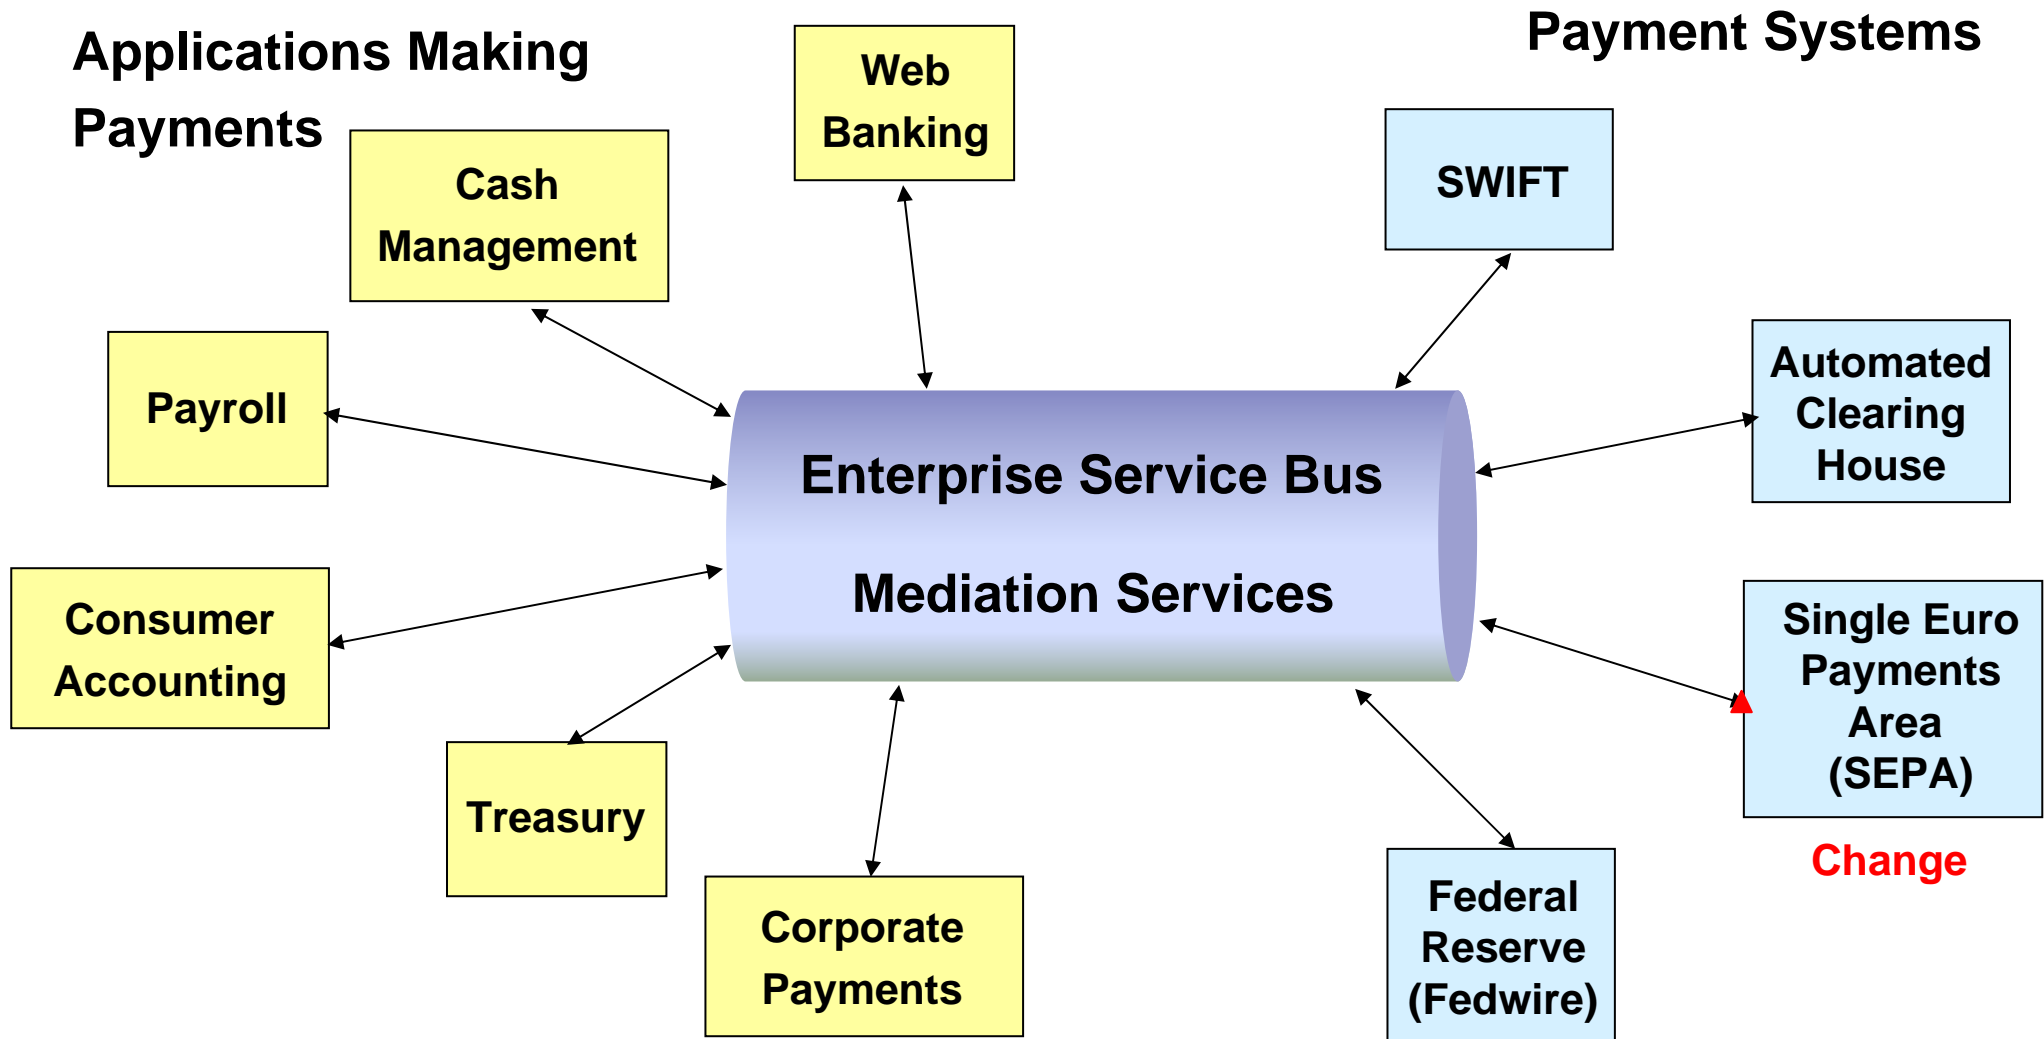 Applications Making
Payments
Payment Systems
Web
Banking
Cash
Management
SWIFT
Payroll
Automated
Clearing
House
Enterprise Service Bus
Mediation Services
Consumer
Accounting
Single Euro
Payments
Area
(SEPA)
Change
Treasury
Corporate
Payments
Federal
Reserve
(Fedwire)